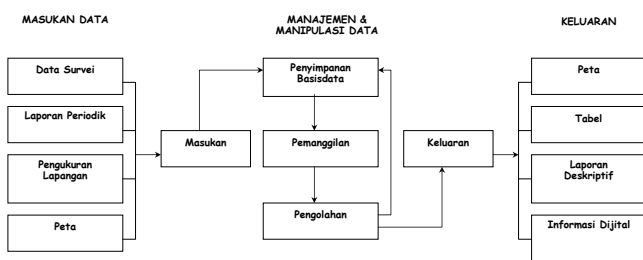 MASUKAN DATA
MANAJEMEN &
MANIPULASI DATA
KELUARAN
Data Survei
Laporan Periodik
Pengukuran
Lapangan
Peta
Masukan
Penyimpanan
Basisdata
Pemanggilan
Pengolahan
Keluaran
Peta
Tabel
Laporan
Deskriptif
Informasi Dijital